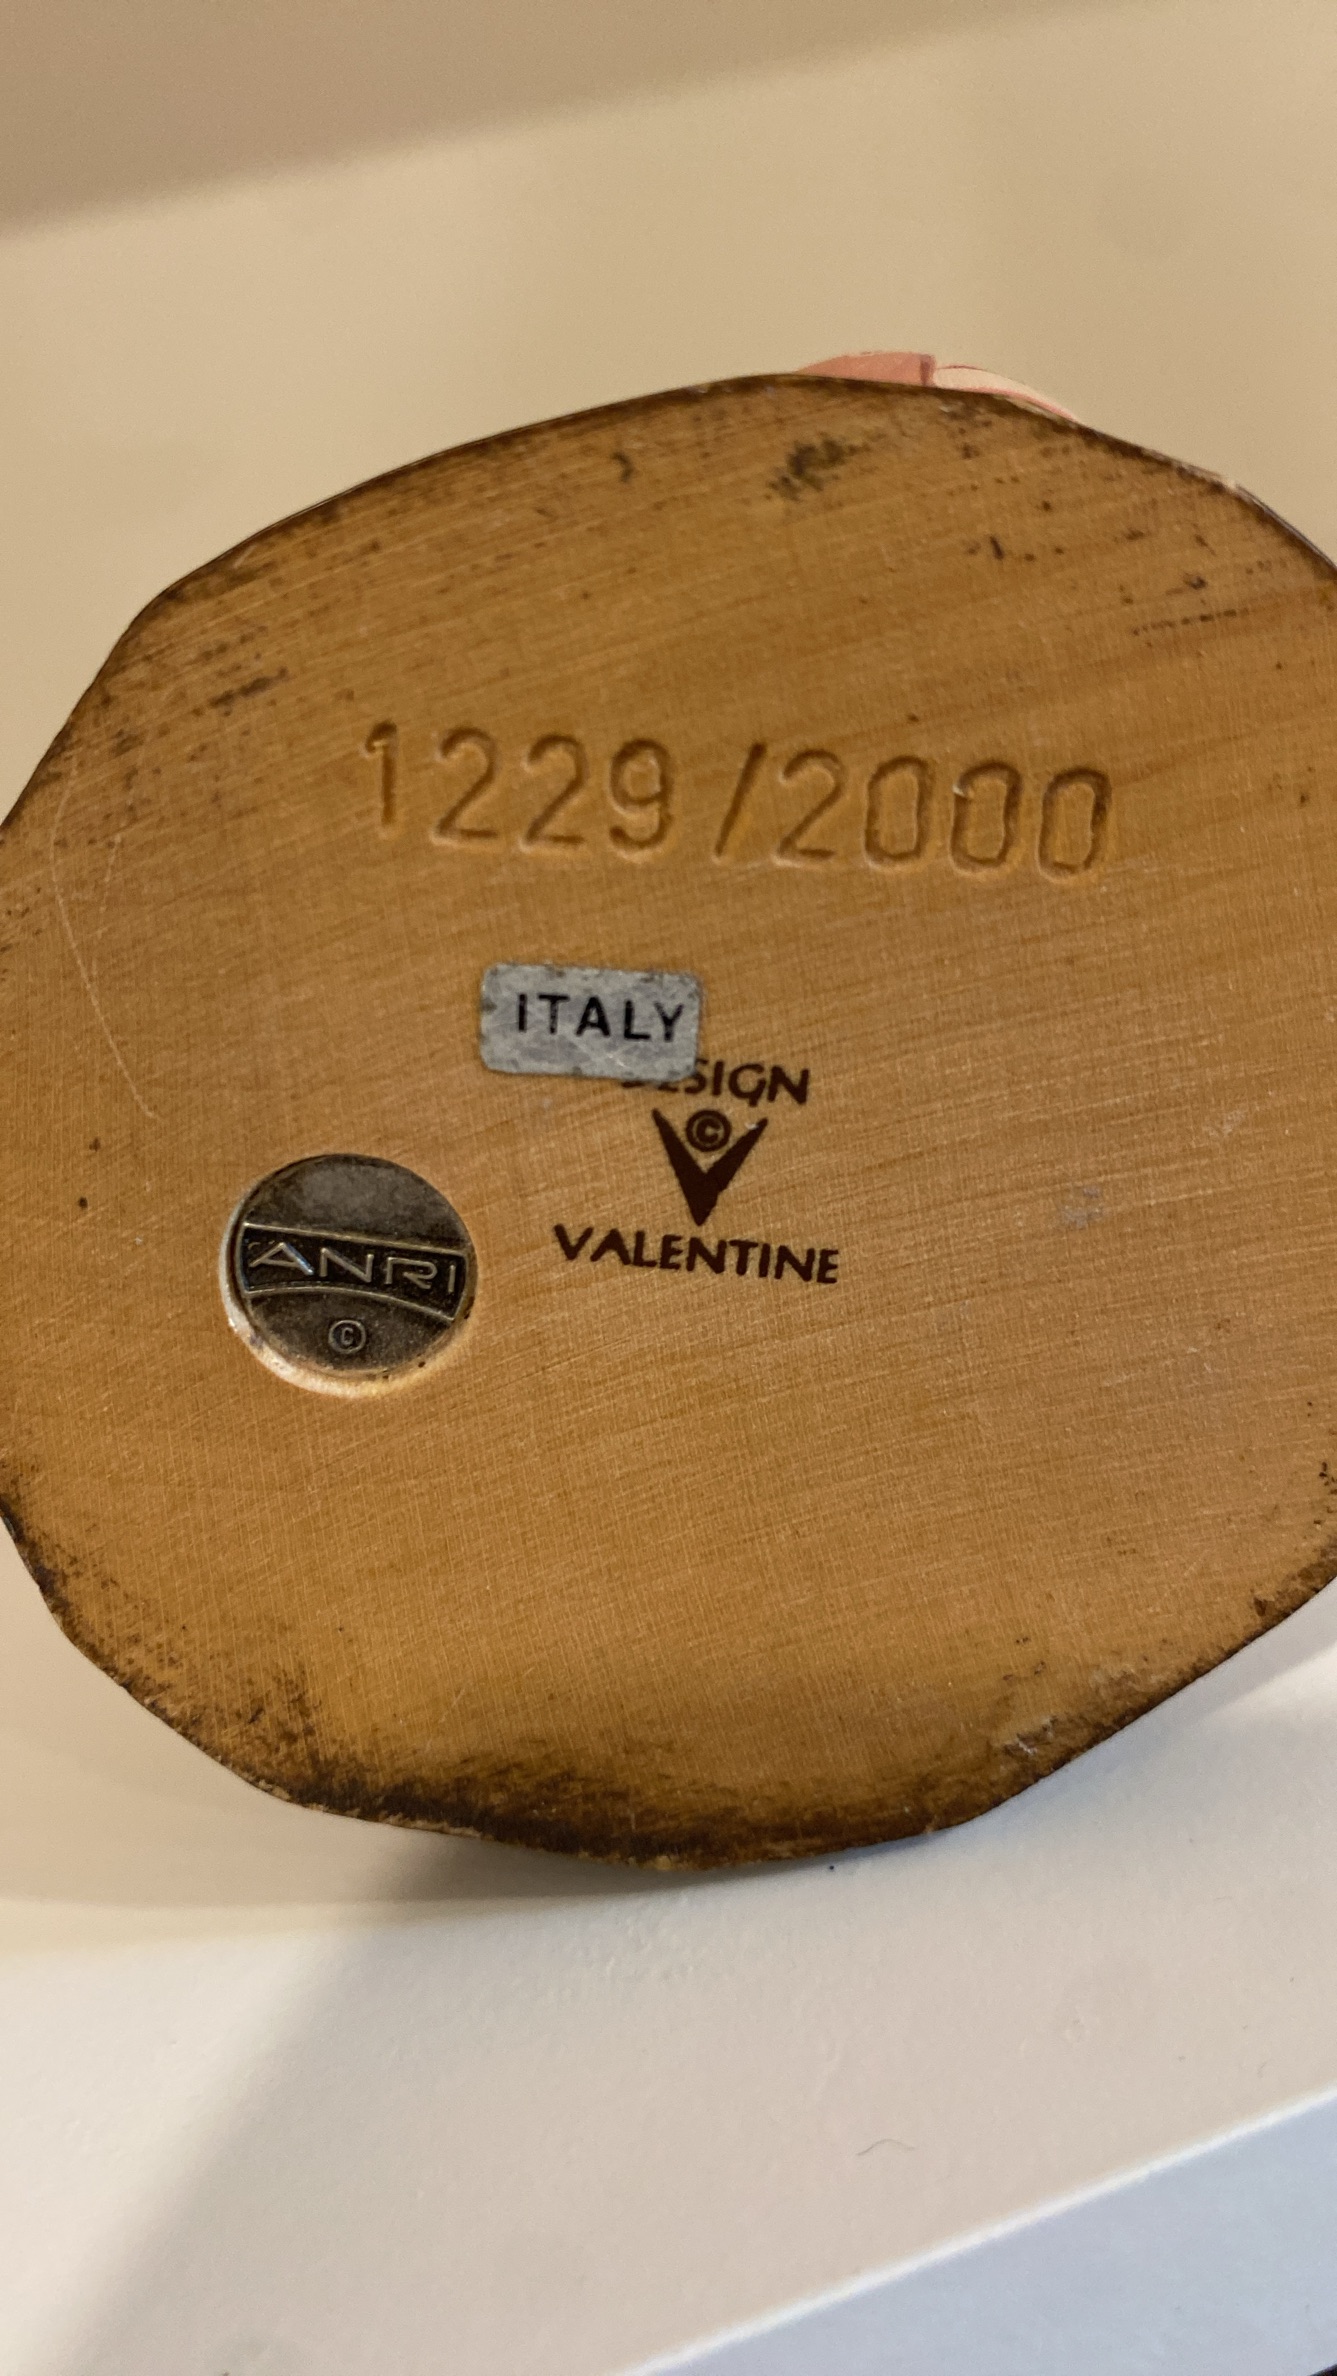 1229/2000
ITALY
DESIGN
©
VALENTINE
ANRI
©